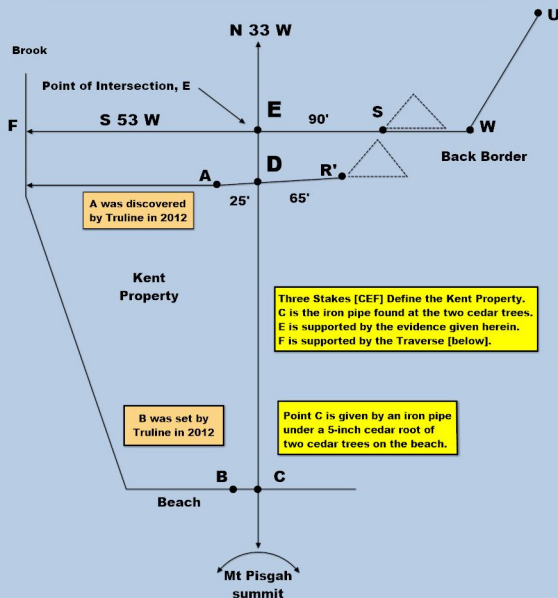 U
N 33 W
Brook
Point of Intersection, E
E
S
F
S 53 W
90'
W
Back Border
D
A
R'
25'
65'
A was discovered
by Truline in 2012
Kent
Property
Three Stakes [CEF] Define the Kent Property.
C is the iron pipe found at the two cedar trees.
E is supported by the evidence given herein.
F is supported by the Traverse [below].
B was set by
Truline in 2012
Point C is given by an iron pipe
under a 5-inch cedar root of
two cedar trees on the beach.
B
C
Beach
Mt Pisgah
summit